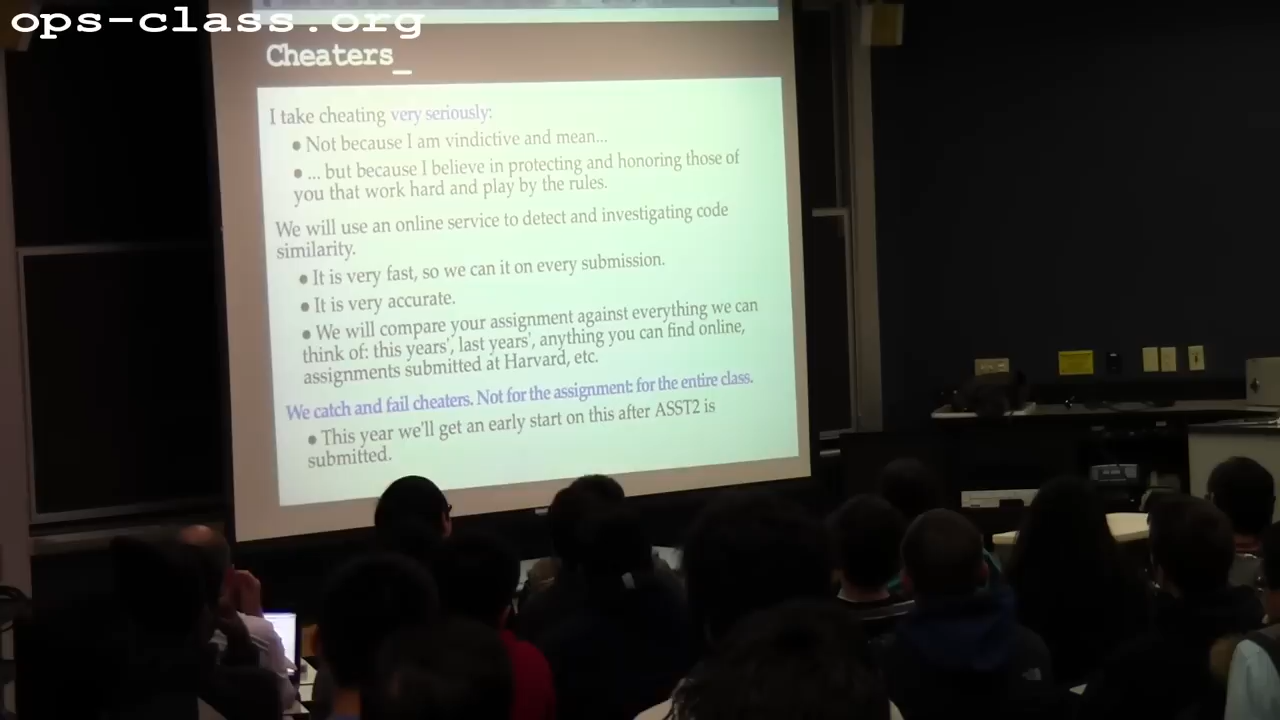 ops-class.org
Cheaters_
I take cheating very seriously:
• Not because I am vindictive and mean...
• ... but because I believe in protecting and honoring those of
you that work hard and play by the rules.
We will use an online service to detect and investigating code
similarity.
• It is very fast, so we can it on every submission.
• It is very accurate.
• We will compare your assignment against everything we can
think of: this years', last years', anything you can find online,
assignments submitted at Harvard, etc.
We catch and fail cheaters. Not for the assignment: for the entire class.
• This year we'll get an early start on this after ASST2 is
submitted.